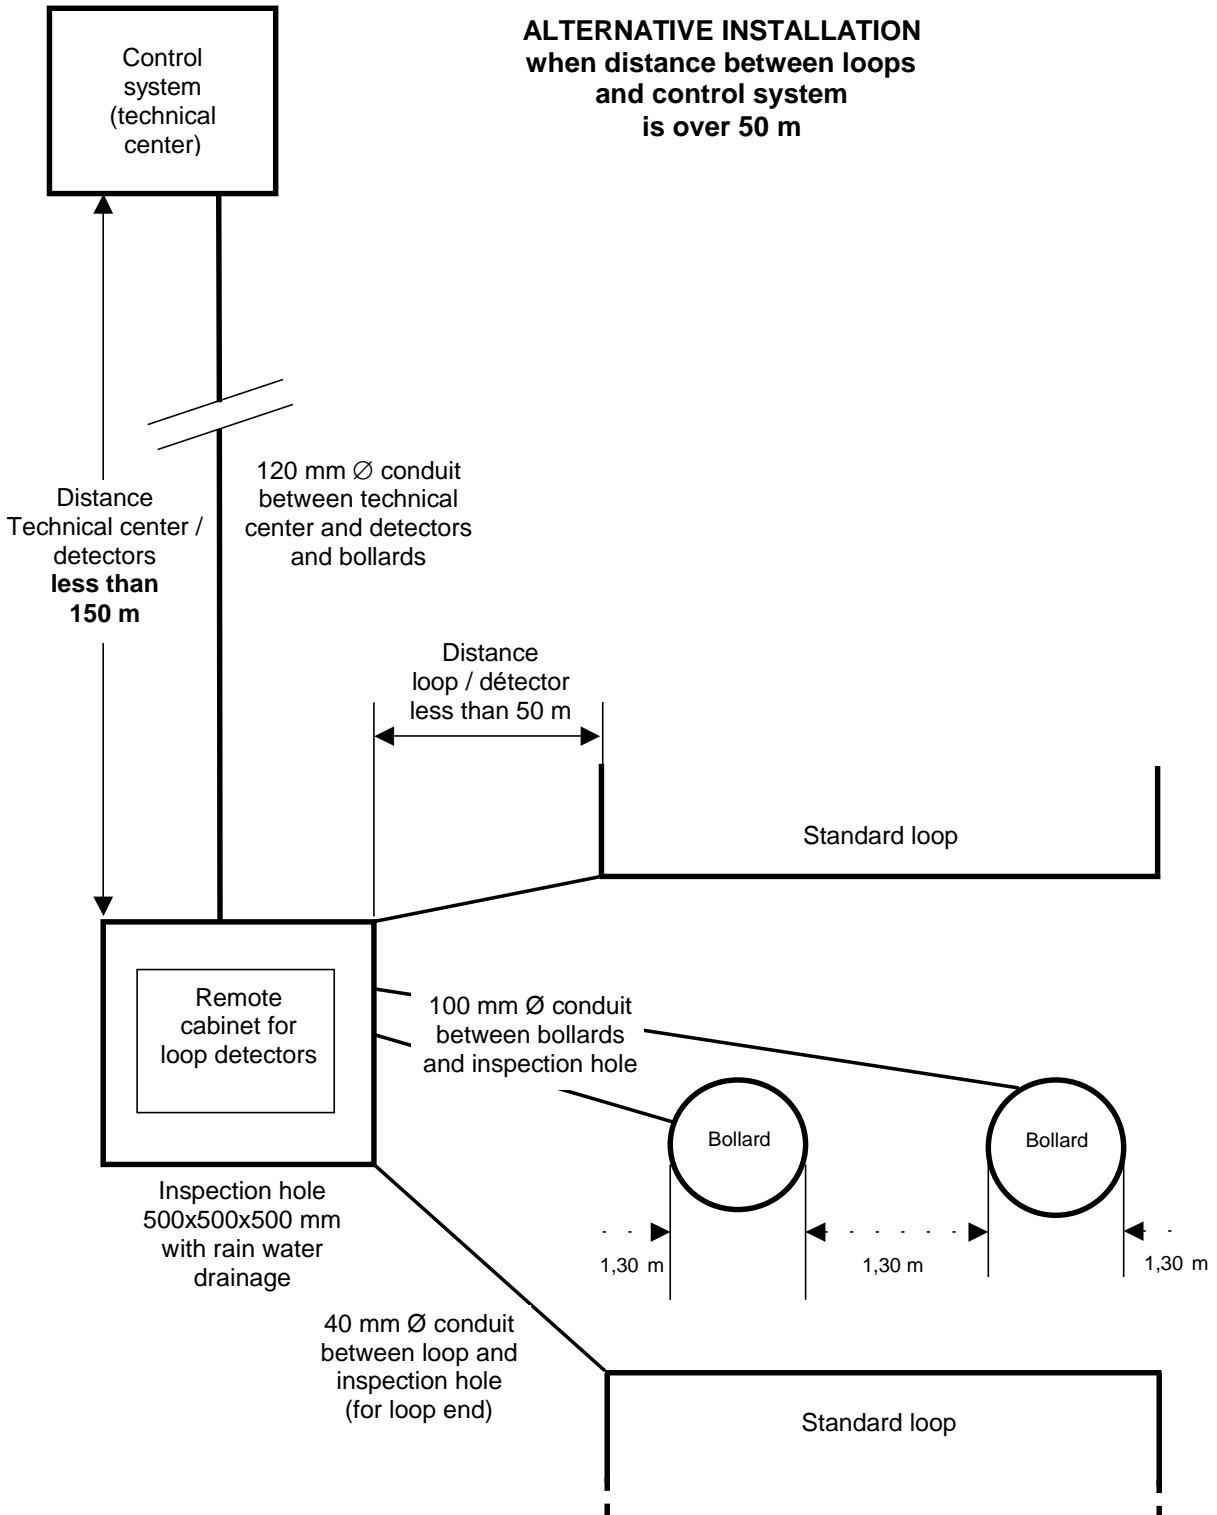 ALTERNATIVE INSTALLATION
when distance between loops
and control system
is over 50 m
Control
system
(technical
center)
120 mm ∅ conduit
between technical
center and detectors
and bollards
Distance
Technical center /
detectors
less than
150 m
Distance
loop / détector
less than 50 m
Standard loop
Remote
cabinet for
loop detectors
100 mm Ø conduit
between bollards
and inspection hole
Bollard
Bollard
Inspection hole
500x500x500 mm
with rain water
drainage
1,30 m
1,30 m
1,30 m
40 mm Ø conduit
between loop and
inspection hole
(for loop end)
Standard loop